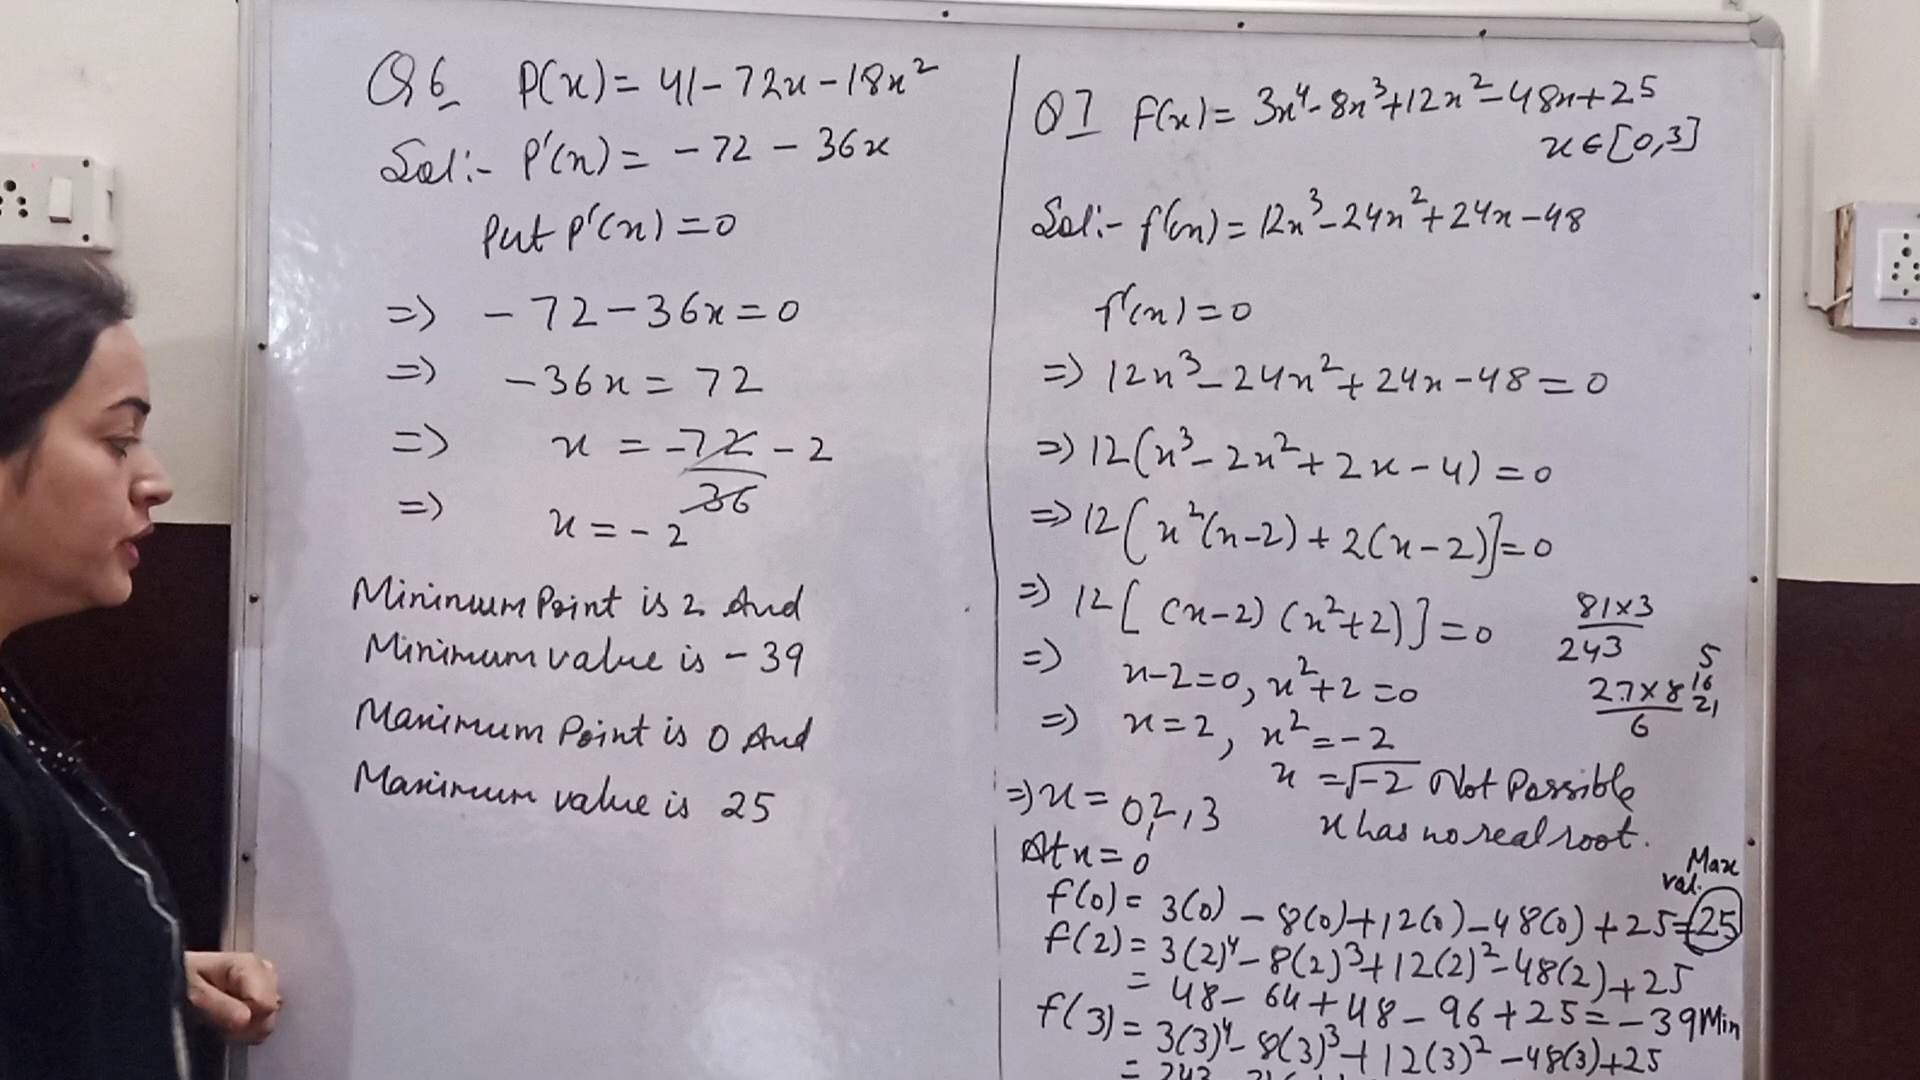 Q6 P(x) = 41 - 72x - 18x²
Sol:- P'(x) = - 72 - 36x
Put P'(x) = 0
=> - 72 - 36x = 0
=> - 36x = 72
=> x = -72/36 - 2
=> x = - 2
Minimum Point is 2 And
Minimum value is - 39
Maximum Point is 0 And
Maximum value is 25
Q7 f(x) = 3x⁴ - 8x³ + 12x² - 48x + 25
x ∈ [0,3]
Sol:- f'(x) = 12x³ - 24x² + 24x - 48
f'(x) = 0
=> 12x³ - 24x² + 24x - 48 = 0
=> 12(x³ - 2x² + 2x - 4) = 0
=> 12[x²(x-2) + 2(x-2)] = 0
=> 12[(x-2)(x²+2)] = 0
81×3
243
=> x-2=0, x²+2=0
5
27×8 16
6 21
=> x=2, x²=-2
x = √-2 Not Possible
=> x = 0,2,3
x has no real root.
At x = 0
Max
val.
f(0) = 3(0) - 8(0) + 12(0) - 48(0) + 25 = 25
f(2) = 3(2)⁴ - 8(2)³ + 12(2)² - 48(2) + 25
= 48 - 64 + 48 - 96 + 25 = - 39 Min
f(3) = 3(3)⁴ - 8(3)³ + 12(3)² - 48(3) + 25
= 243